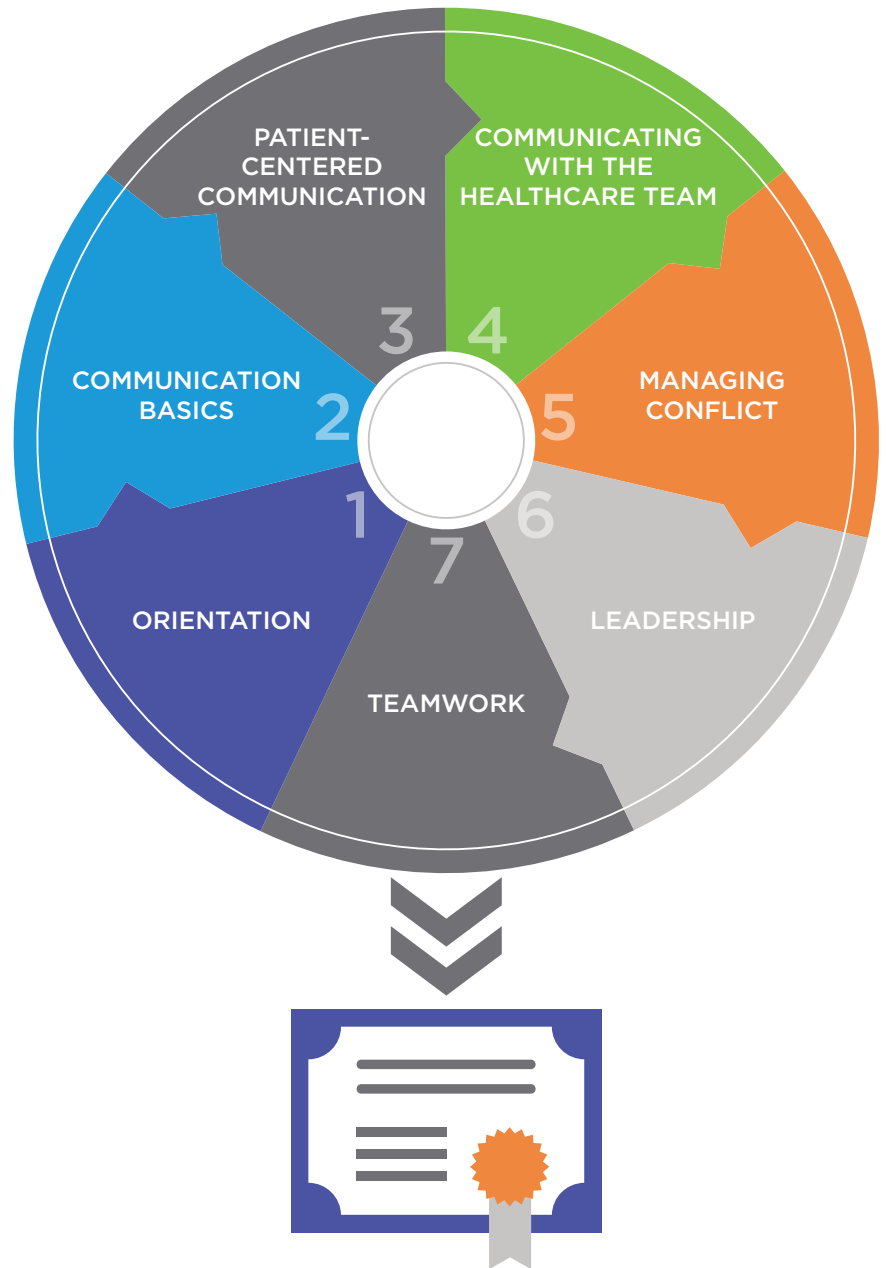 PATIENT-
CENTERED
COMMUNICATION
3
COMMUNICATING
WITH THE
HEALTHCARE TEAM
4
COMMUNICATION
BASICS
2
MANAGING
CONFLICT
5
ORIENTATION
1
LEADERSHIP
6
TEAMWORK
7